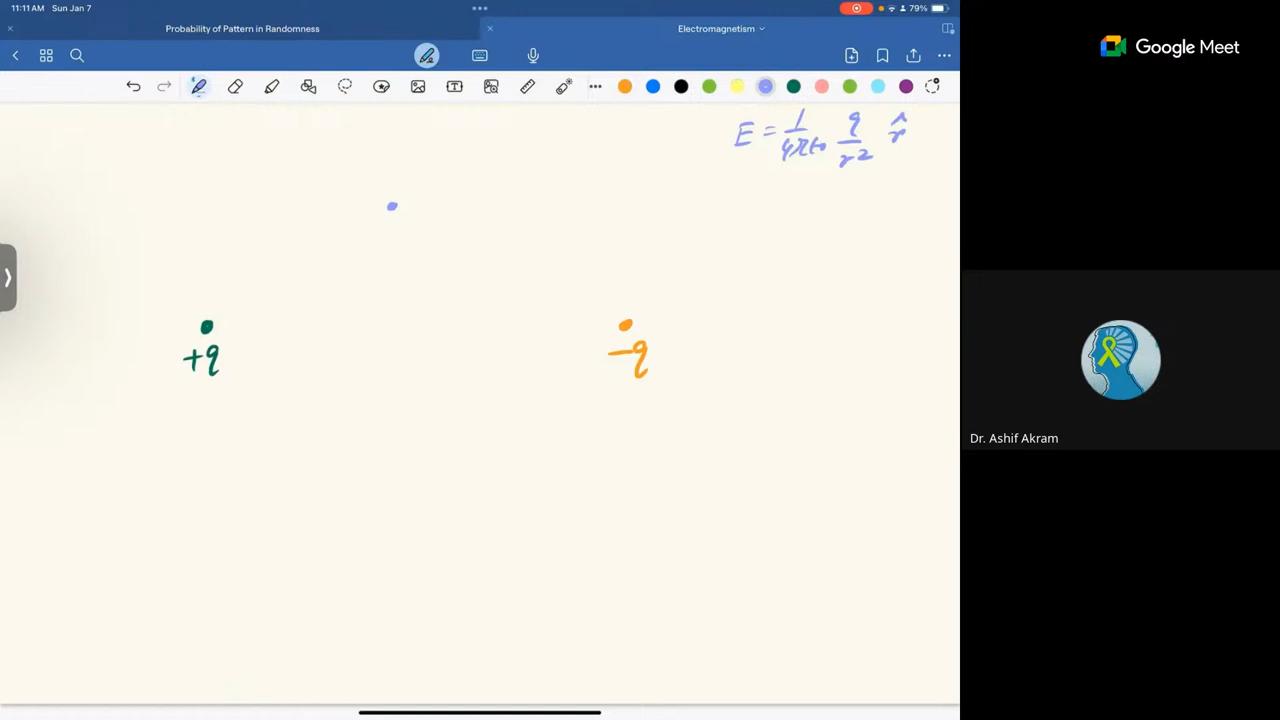 11:11 AM Sun Jan 7
79%
Probability of Pattern in Randomness
Electromagnetism
Google Meet
E = 1/4πε0 q/r2 r̂
+q
−q
Dr. Ashif Akram